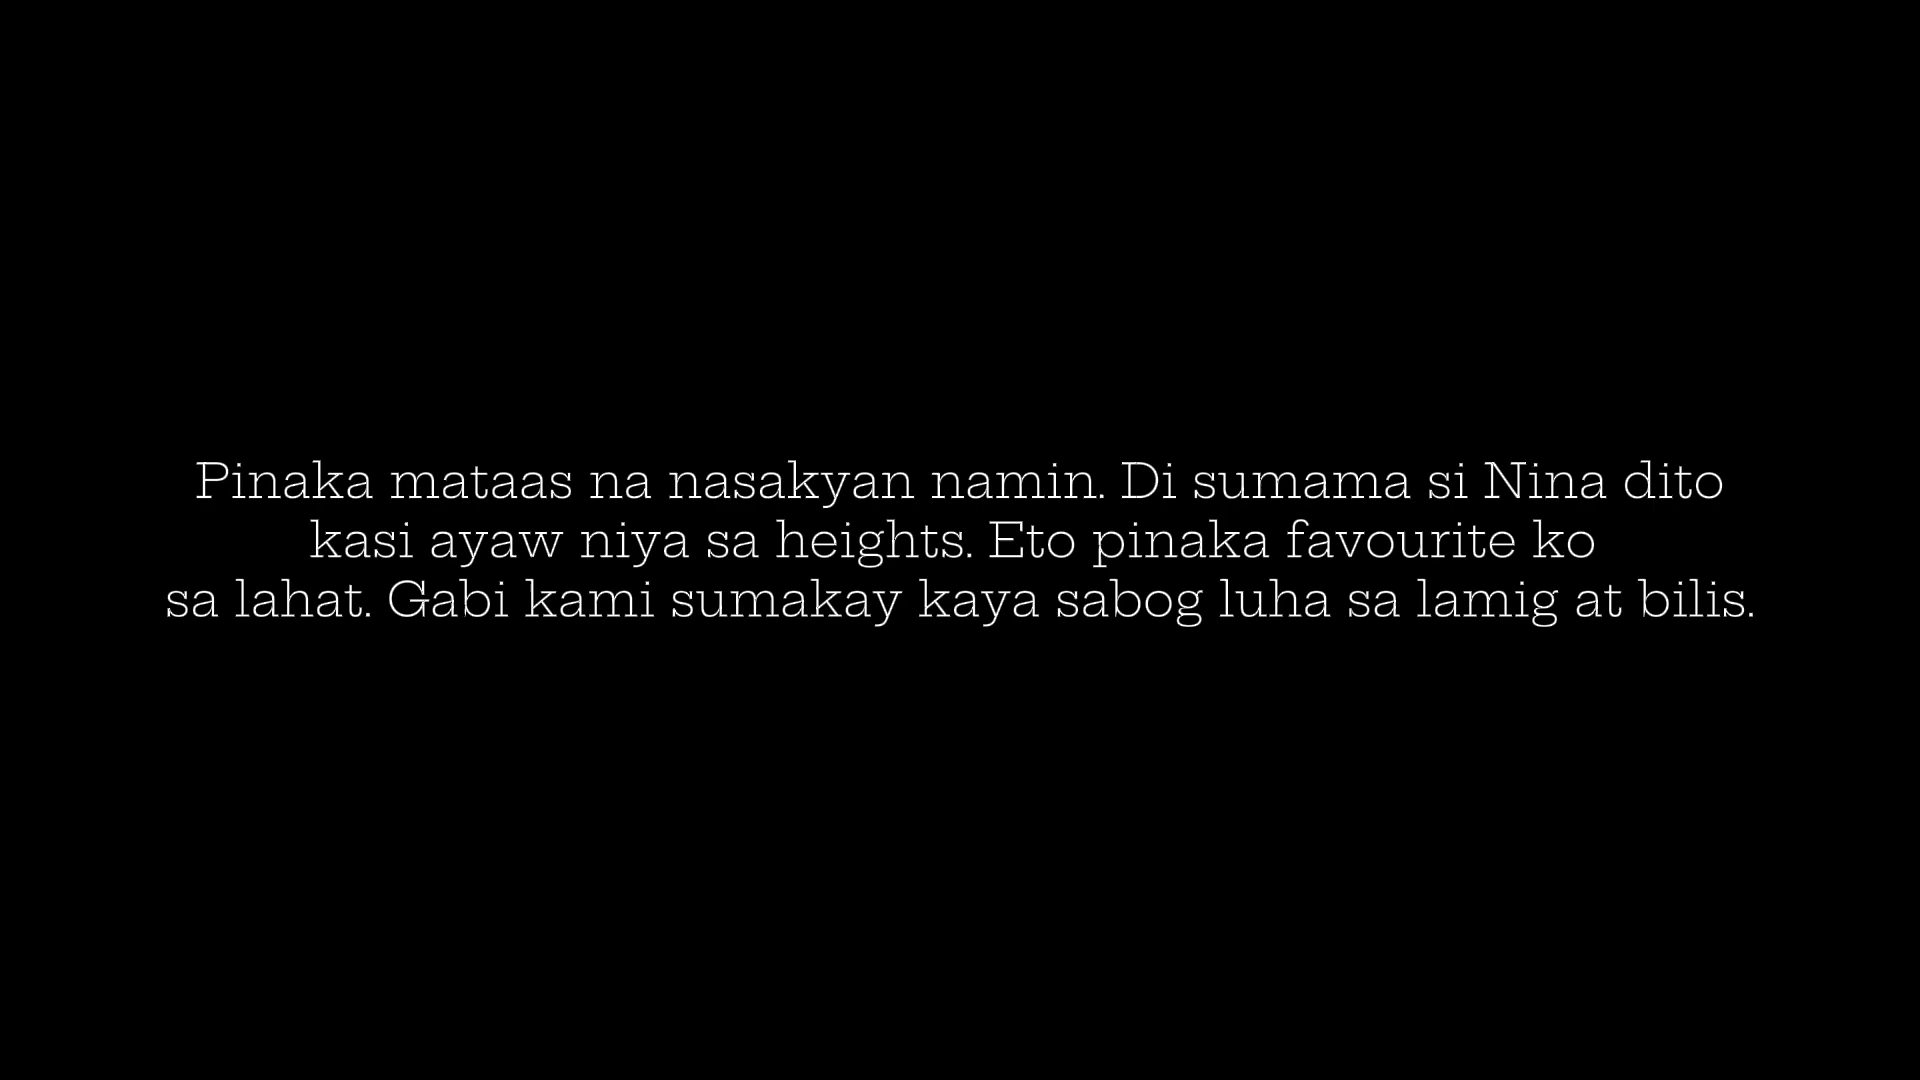 Pinaka mataas na nasakyan namin. Di sumama si Nina dito
kasi ayaw niya sa heights. Eto pinaka favourite ko
sa lahat. Gabi kami sumakay kaya sabog luha sa lamig at bilis.